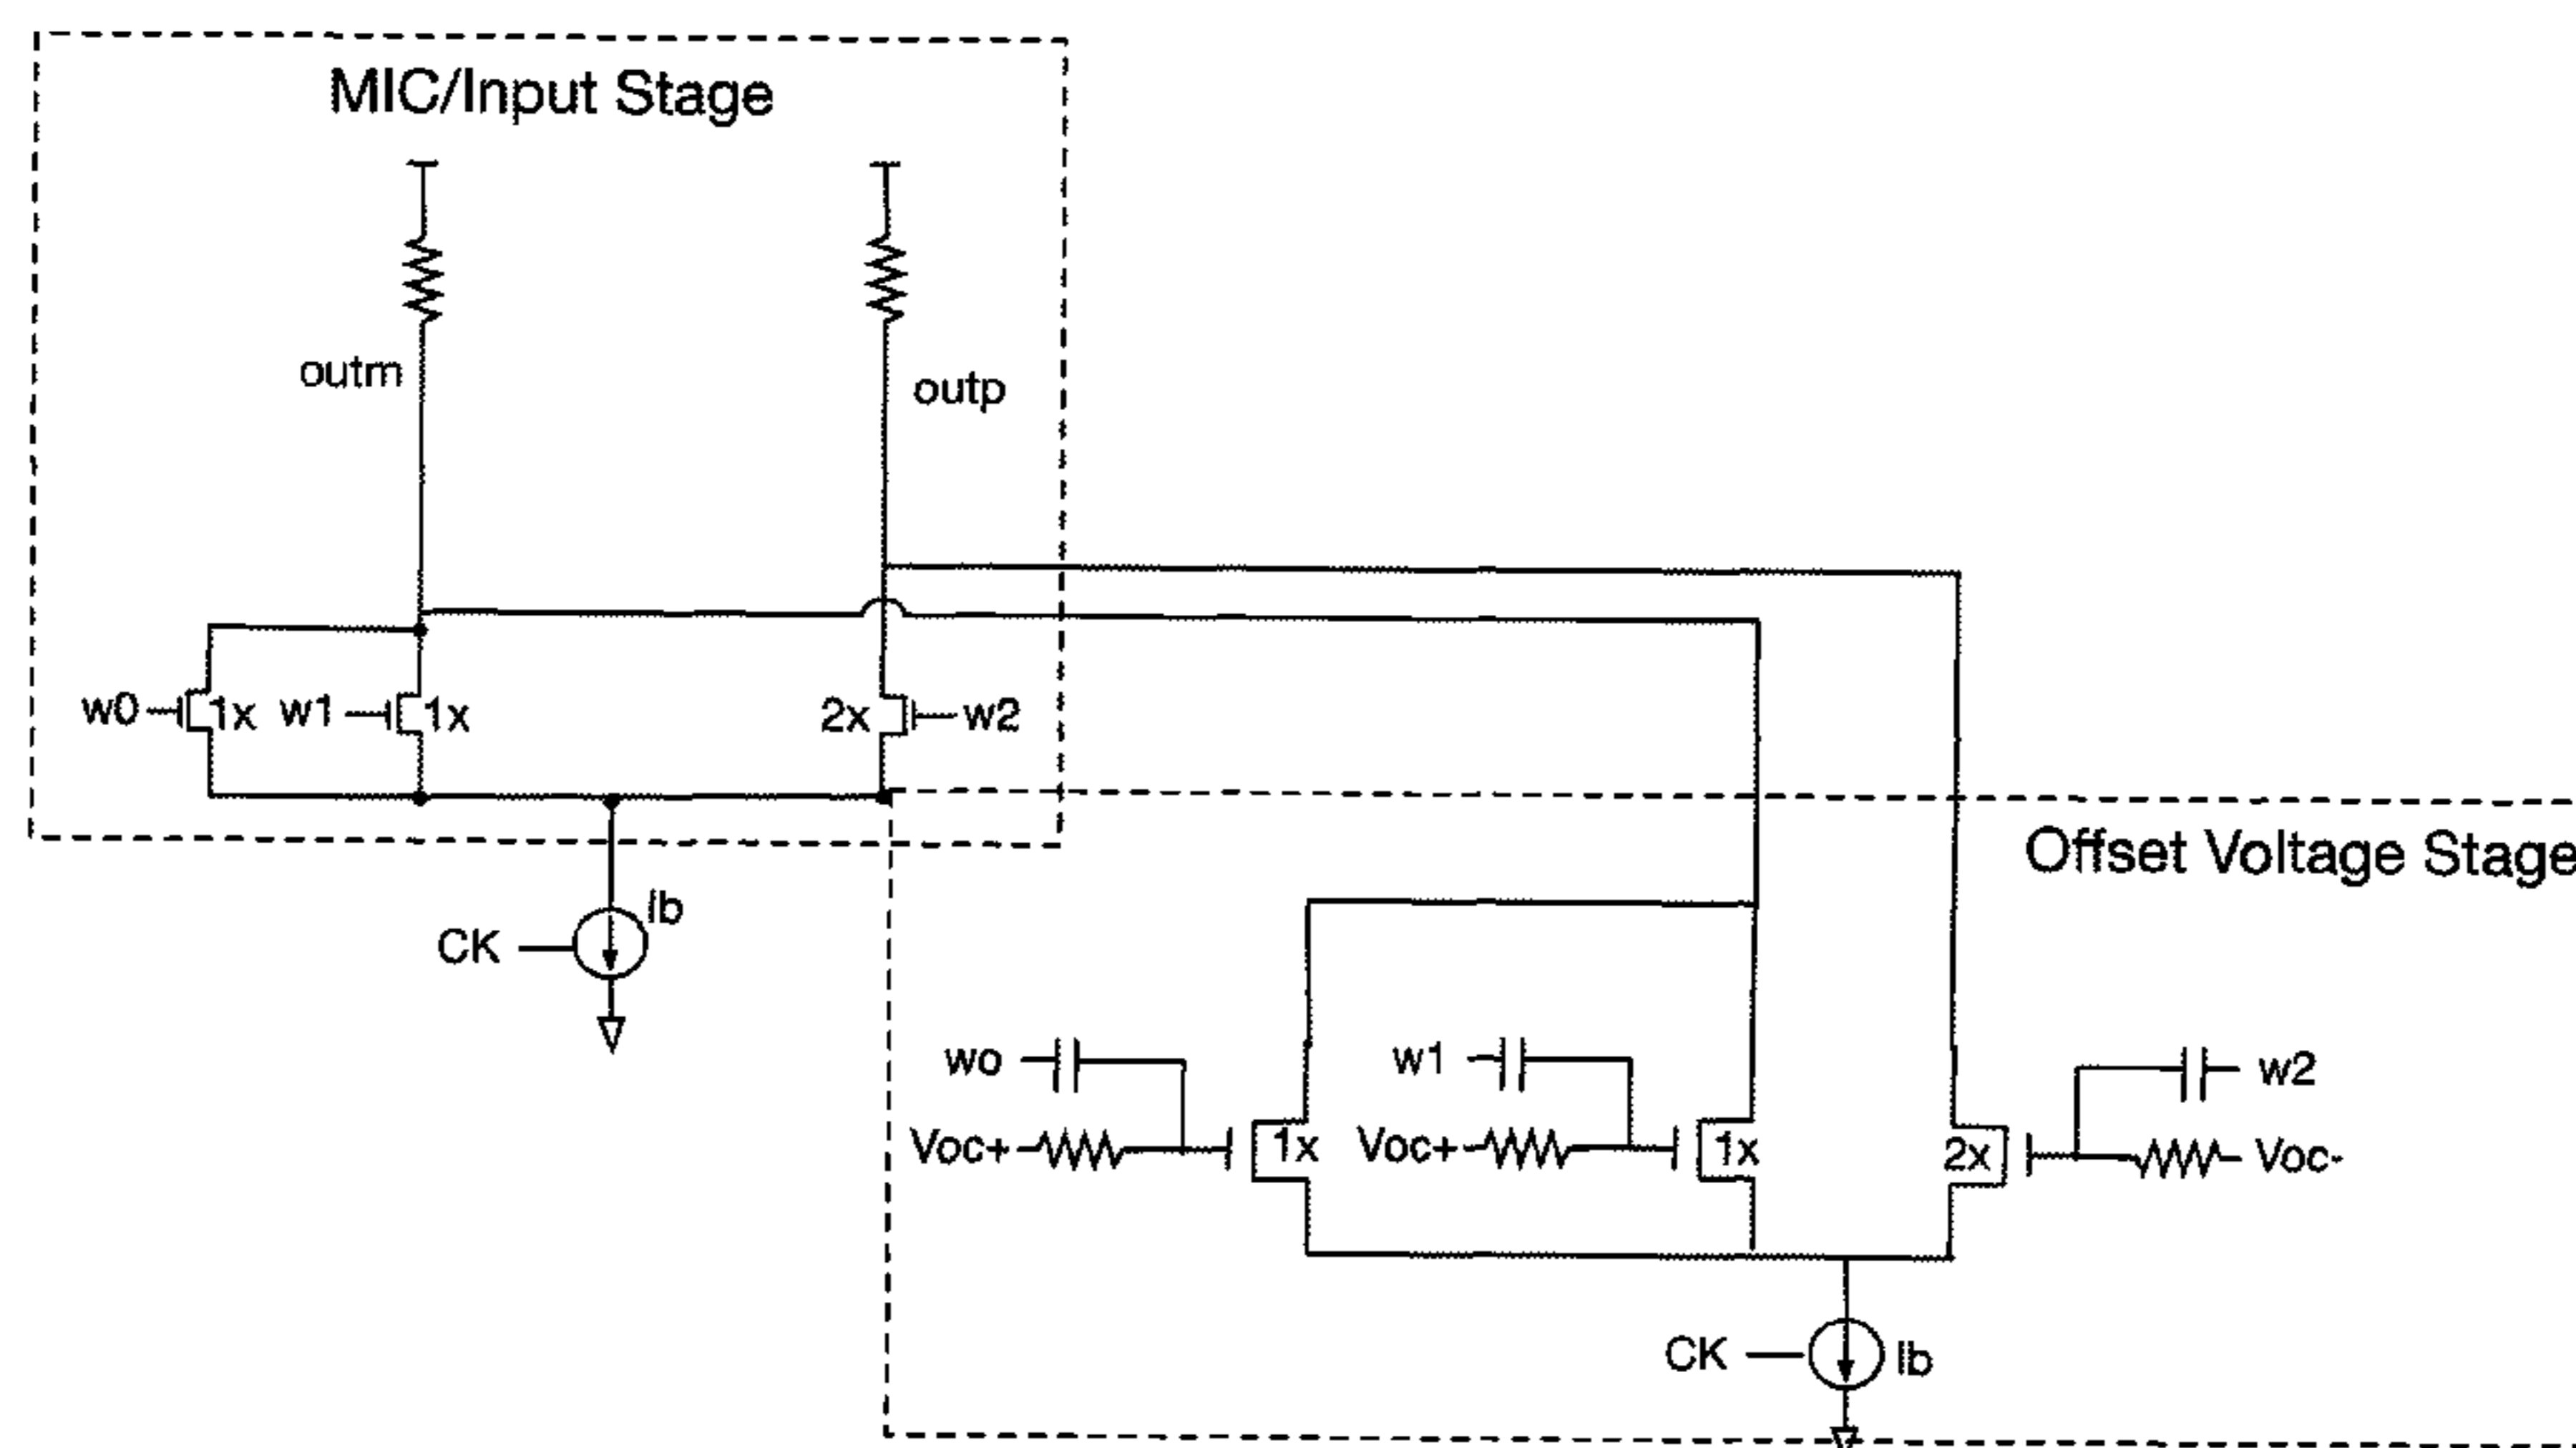 MIC/Input Stage
outm
outp
w0 1x w1 1x 2x w2
Offset Voltage Stage
Ib
CK
wo w1 w2
Voc+ 1x Voc+ 1x 2x Voc-
CK Ib